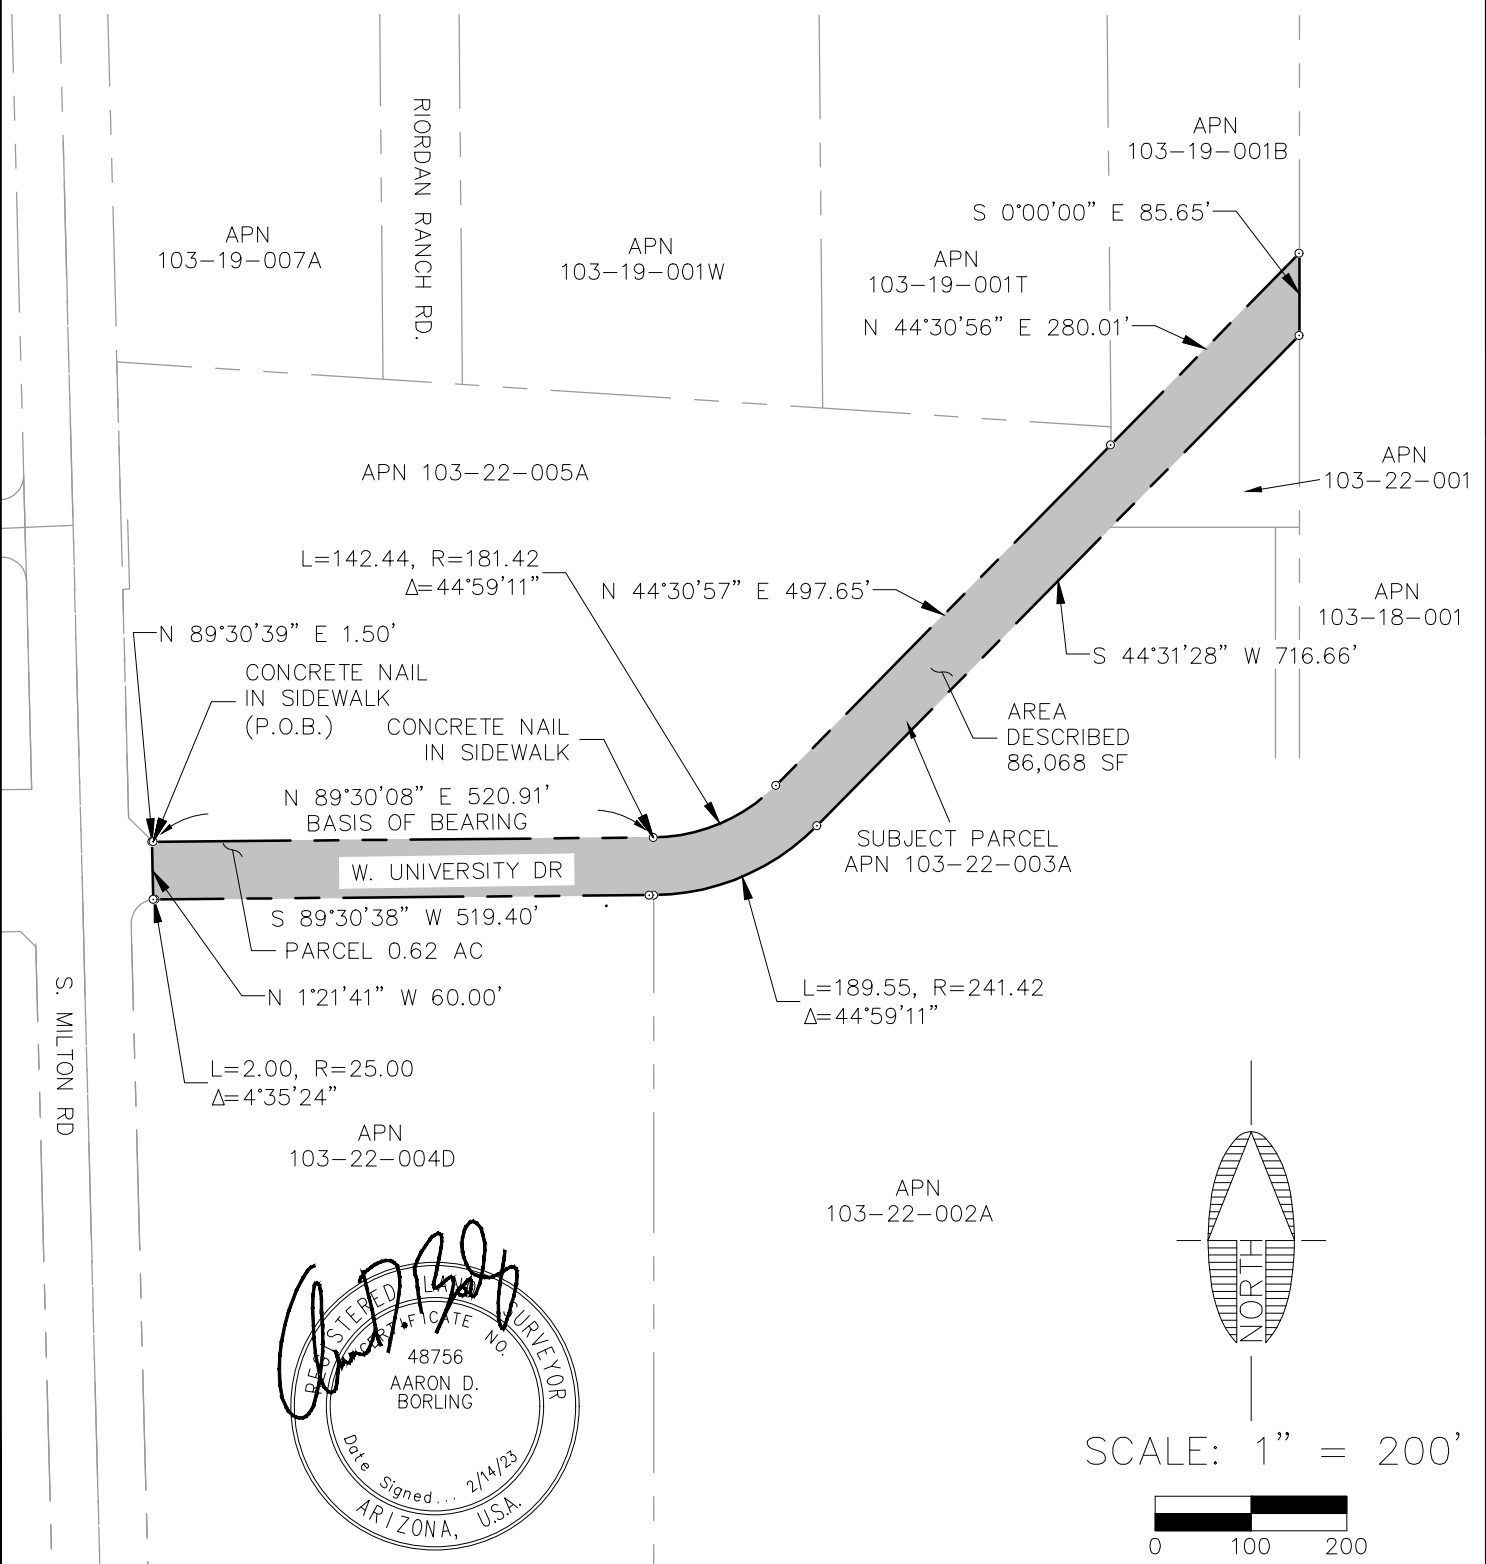 APN
103-19-001B
S 0°00'00" E 85.65'
RIORDAN RANCH RD.
APN
103-19-007A
APN
103-19-001W
APN
103-19-001T
N 44°30'56" E 280.01'
APN 103-22-005A
APN
103-22-001
L=142.44, R=181.42
Δ=44°59'11"
N 44°30'57" E 497.65'
APN
103-18-001
N 89°30'39" E 1.50'
S 44°31'28" W 716.66'
CONCRETE NAIL
IN SIDEWALK
(P.O.B.)
CONCRETE NAIL
IN SIDEWALK
AREA
DESCRIBED
86,068 SF
N 89°30'08" E 520.91'
BASIS OF BEARING
SUBJECT PARCEL
APN 103-22-003A
W. UNIVERSITY DR
S 89°30'38" W 519.40'
PARCEL 0.62 AC
N 1°21'41" W 60.00'
L=189.55, R=241.42
Δ=44°59'11"
S. MILTON RD
L=2.00, R=25.00
Δ=4°35'24"
APN
103-22-004D
APN
103-22-002A
NORTH
REGISTERED LAND SURVEYOR
CERTIFICATE NO.
48756
AARON D.
BORLING
Date Signed... 2/14/23
ARIZONA, U.S.A.
SCALE: 1" = 200'
0 100 200